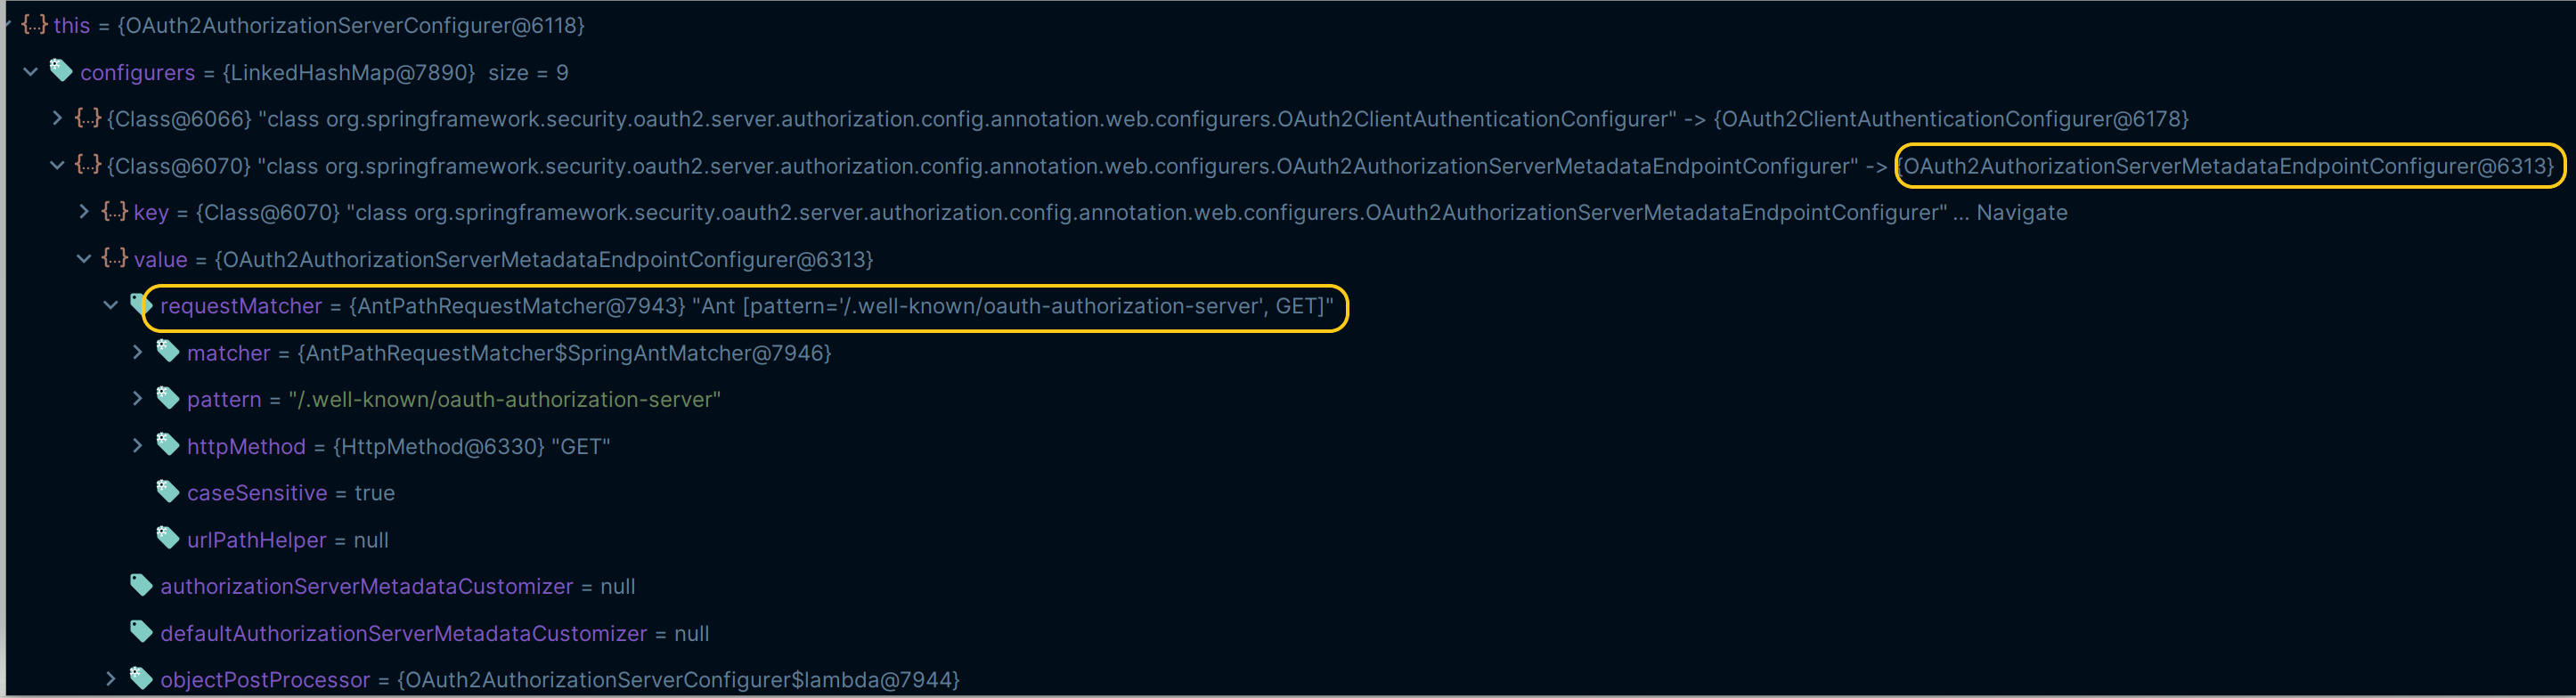 {...} this = {OAuth2AuthorizationServerConfigurer@6118}
configurers = {LinkedHashMap@7890} size = 9
{...} {Class@6066} "class org.springframework.security.oauth2.server.authorization.config.annotation.web.configurers.OAuth2ClientAuthenticationConfigurer" -> {OAuth2ClientAuthenticationConfigurer@6178}
{...} {Class@6070} "class org.springframework.security.oauth2.server.authorization.config.annotation.web.configurers.OAuth2AuthorizationServerMetadataEndpointConfigurer" -> {OAuth2AuthorizationServerMetadataEndpointConfigurer@6313}
{...} key = {Class@6070} "class org.springframework.security.oauth2.server.authorization.config.annotation.web.configurers.OAuth2AuthorizationServerMetadataEndpointConfigurer" ... Navigate
{...} value = {OAuth2AuthorizationServerMetadataEndpointConfigurer@6313}
requestMatcher = {AntPathRequestMatcher@7943} "Ant [pattern='/.well-known/oauth-authorization-server', GET]"
matcher = {AntPathRequestMatcher$SpringAntMatcher@7946}
pattern = "/.well-known/oauth-authorization-server"
httpMethod = {HttpMethod@6330} "GET"
caseSensitive = true
urlPathHelper = null
authorizationServerMetadataCustomizer = null
defaultAuthorizationServerMetadataCustomizer = null
objectPostProcessor = {OAuth2AuthorizationServerConfigurer$lambda@7944}